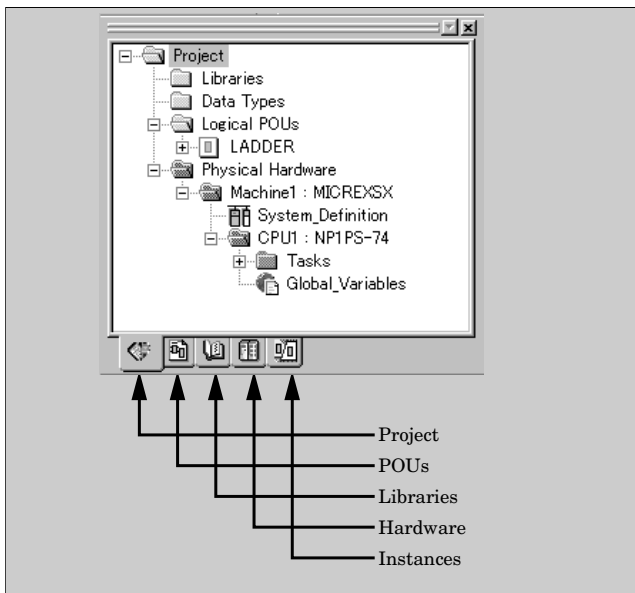 Project
Libraries
Data Types
Logical POUs
LADDER
Physical Hardware
Machine1 : MICREXSX
System_Definition
CPU1 : NP1PS-74
Tasks
Global_Variables
Project
POUs
Libraries
Hardware
Instances